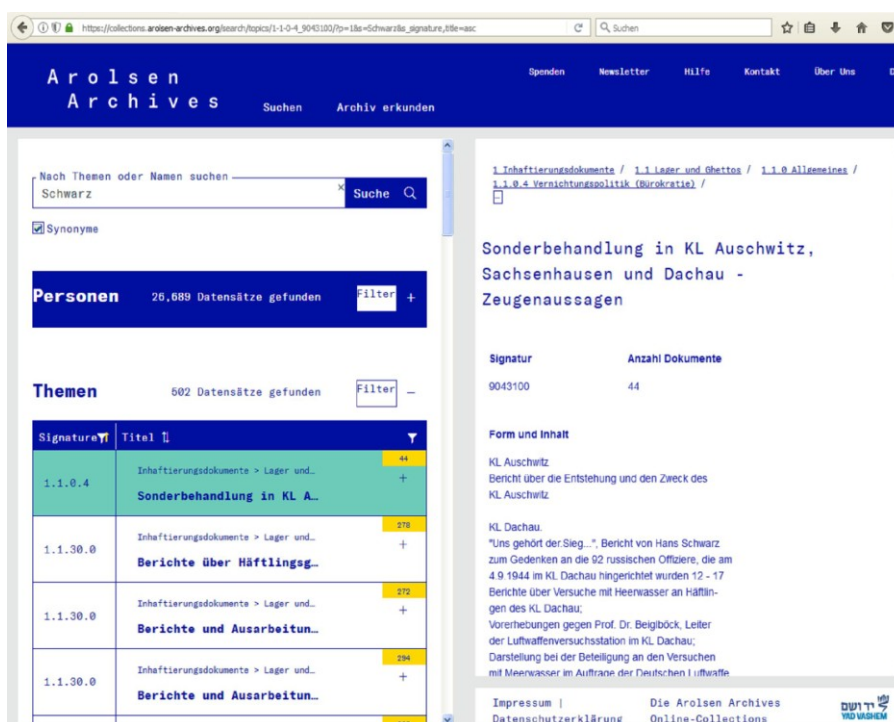 https://collections.arolsen-archives.org/search/topics/1-1-0-4_9043100/?p=1&s=Schwarz&s_signature,title=asc
Suchen
Arolsen
Archives
Suchen
Archiv erkunden
Spenden
Newsletter
Hilfe
Kontakt
Über Uns
D
Nach Themen oder Namen suchen
Schwarz
×
Suche
Synonyme
Personen
26,689 Datensätze gefunden
Filter
+
Themen
502 Datensätze gefunden
Filter
–
Signature
Titel
1.1.0.4
Inhaftierungsdokumente > Lager und…
Sonderbehandlung in KL A…
44
+
1.1.30.0
Inhaftierungsdokumente > Lager und…
Berichte über Häftlingsg…
278
+
1.1.30.0
Inhaftierungsdokumente > Lager und…
Berichte und Ausarbeitun…
272
+
1.1.30.0
Inhaftierungsdokumente > Lager und…
Berichte und Ausarbeitun…
294
+
1 Inhaftierungsdokumente / 1.1 Lager und Ghettos / 1.1.0 Allgemeines /
1.1.0.4 Vernichtungspolitik (Bürokratie) /
Sonderbehandlung in KL Auschwitz,
Sachsenhausen und Dachau -
Zeugenaussagen
Signatur
Anzahl Dokumente
9043100
44
Form und Inhalt
KL Auschwitz
Bericht über die Entstehung und den Zweck des
KL Auschwitz
KL Dachau.
"Uns gehört der.Sieg...", Bericht von Hans Schwarz
zum Gedenken an die 92 russischen Offiziere, die am
4.9.1944 im KL Dachau hingerichtet wurden 12 - 17
Berichte über Versuche mit Heerwasser an Häftlin-
gen des KL Dachau;
Vorerhebungen gegen Prof. Dr. Beiglböck, Leiter
der Luftwaffenversuchsstation im KL Dachau;
Darstellung bei der Beteiligung an den Versuchen
mit Meerwasser im Auftrage der Deutschen Luftwaffe
Impressum |
Datenschutzerklärung
Die Arolsen Archives
Online-Collections
יד ושם
YAD VASHEM